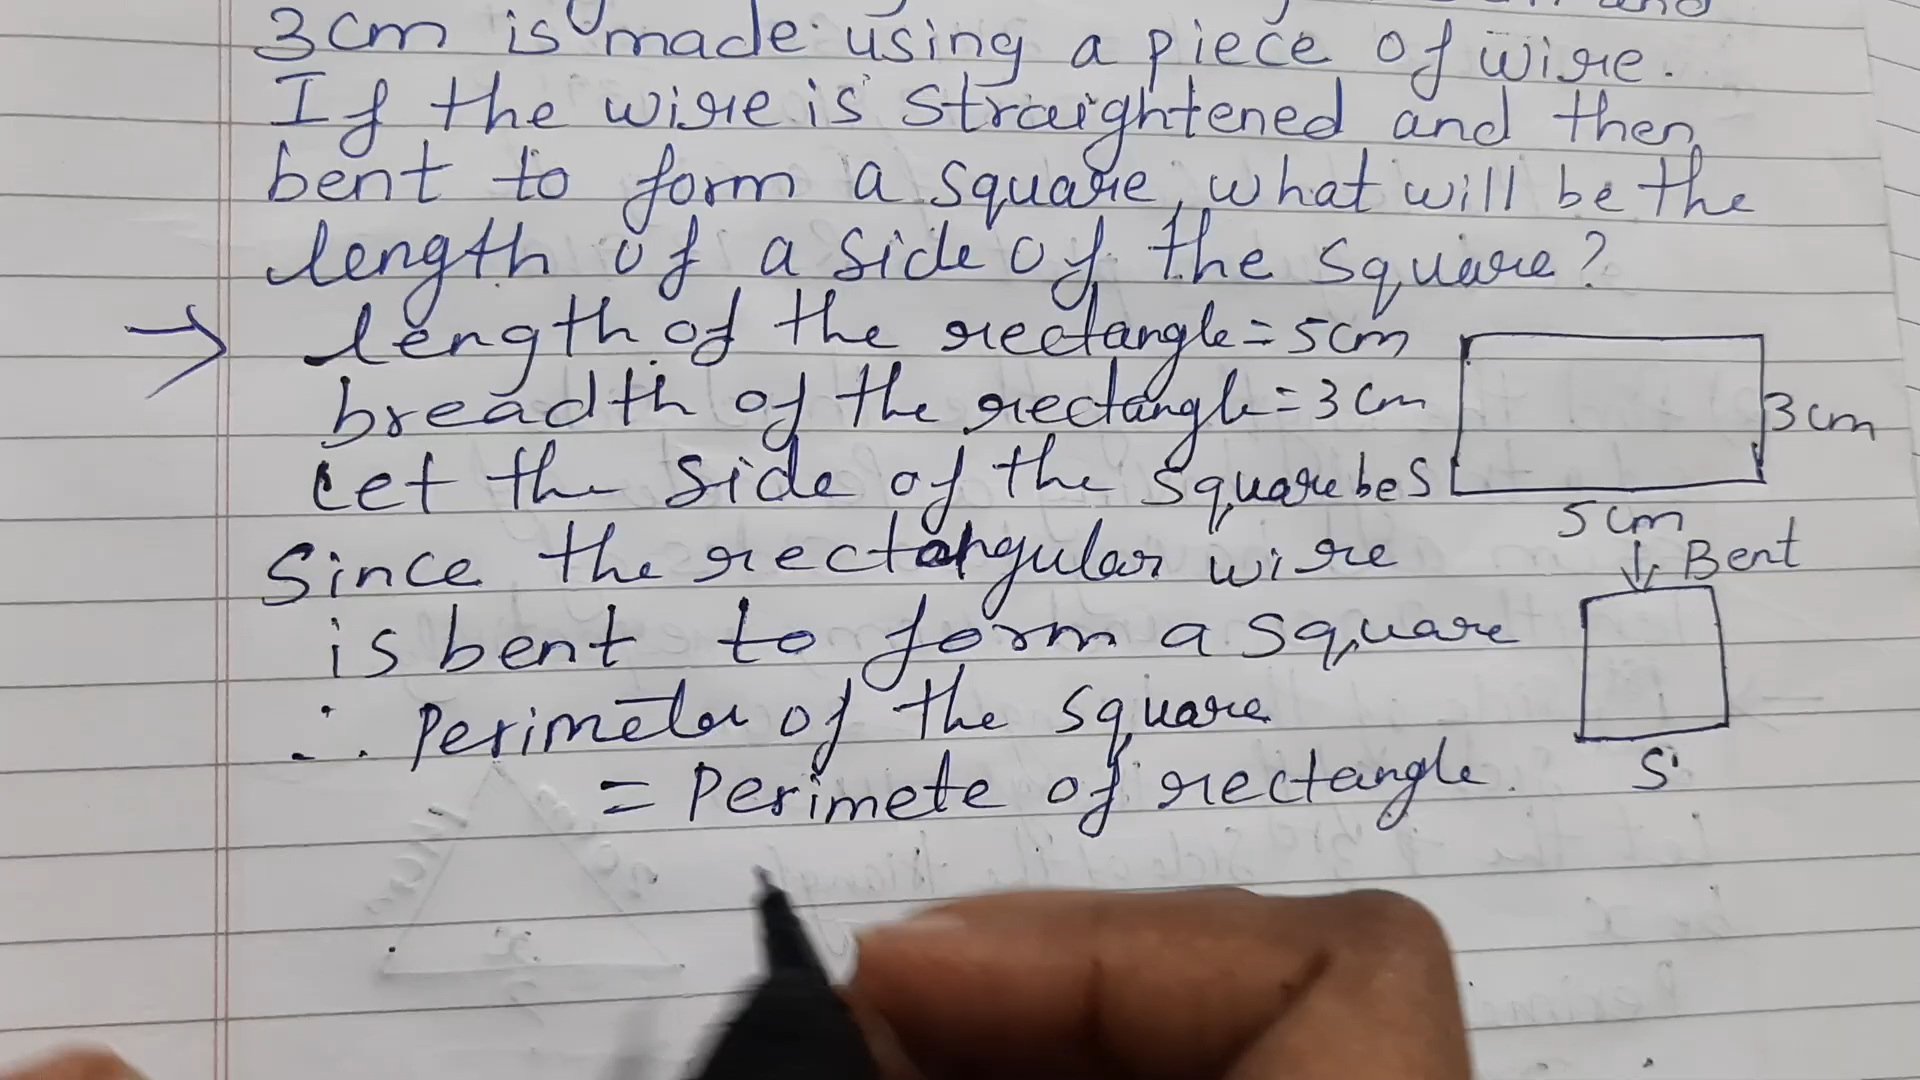 and
3cm is made using a piece of wire.
If the wire is straightened and then
bent to form a square, what will be the
length of a side of the square?
→ length of the rectangle = 5cm
breadth of the rectangle = 3cm
Let the side of the square be S
3cm
5cm
↓ Bent
S
Since the rectangular wire
is bent to form a square
∴ Perimeter of the square
= Perimete of rectangle.